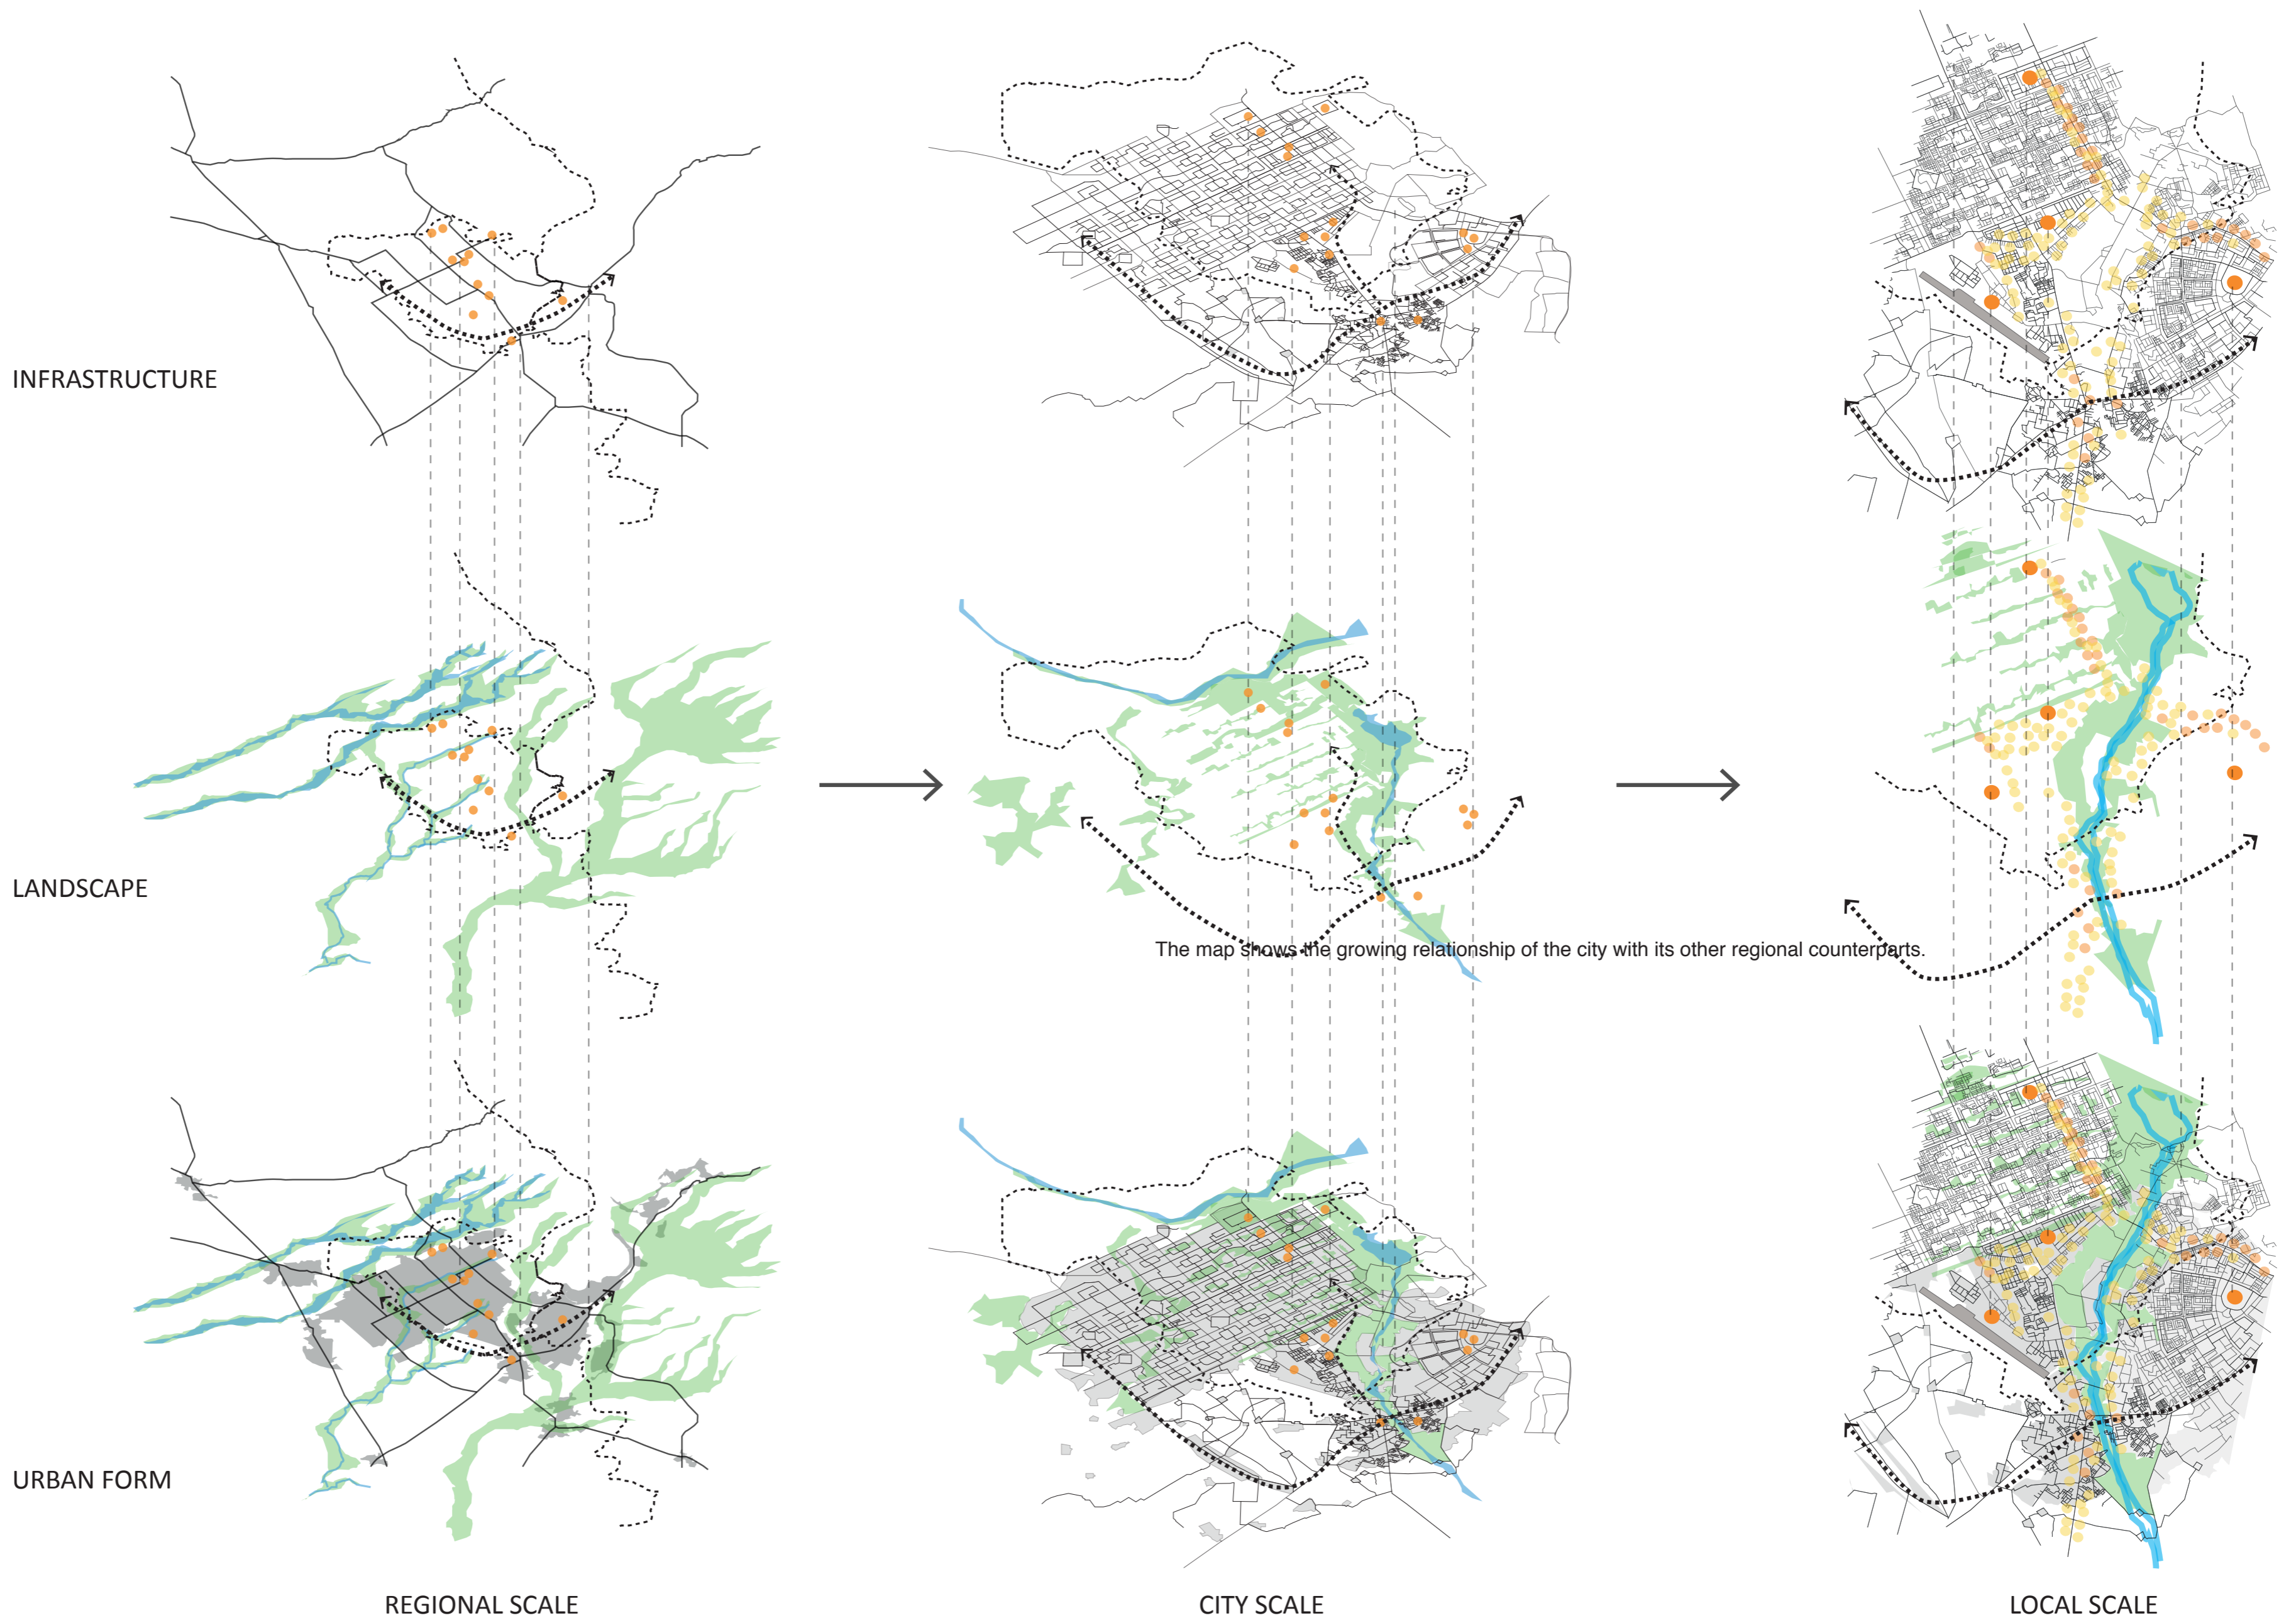 INFRASTRUCTURE
LANDSCAPE
The map shows the growing relationship of the city with its other regional counterparts.
URBAN FORM
REGIONAL SCALE
CITY SCALE
LOCAL SCALE